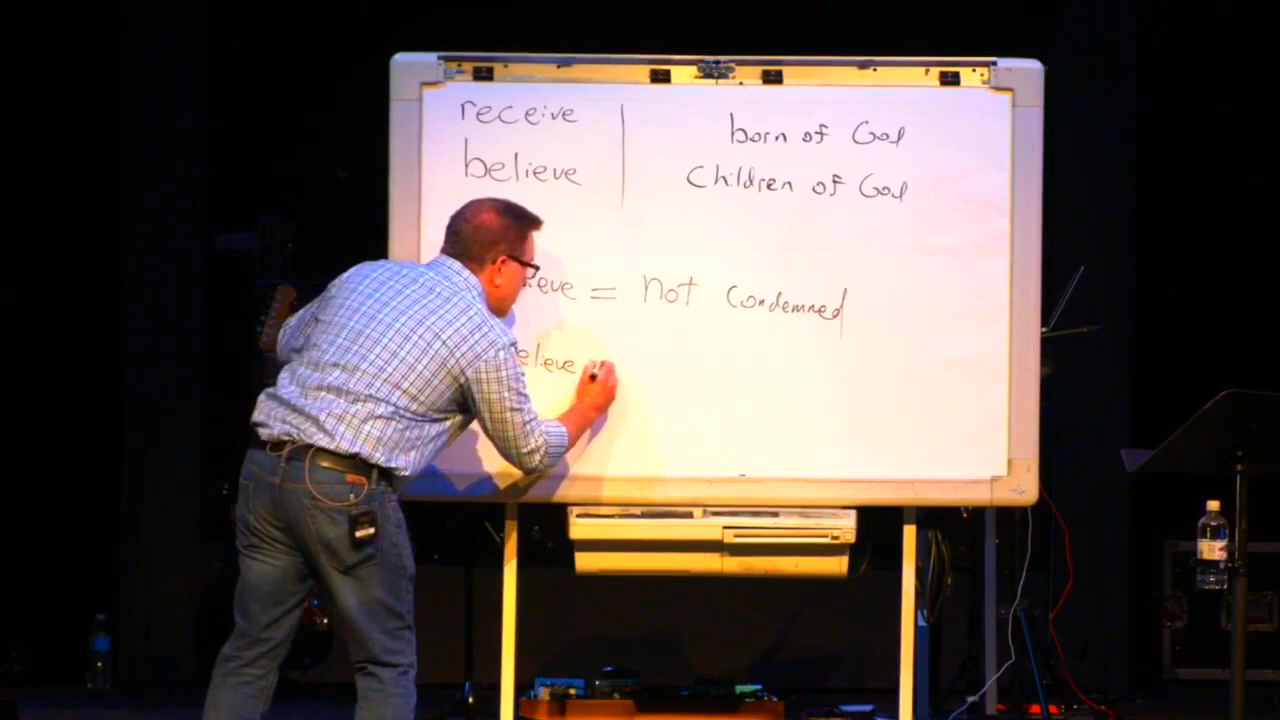 receive
believe
born of God
Children of God
= not condemned